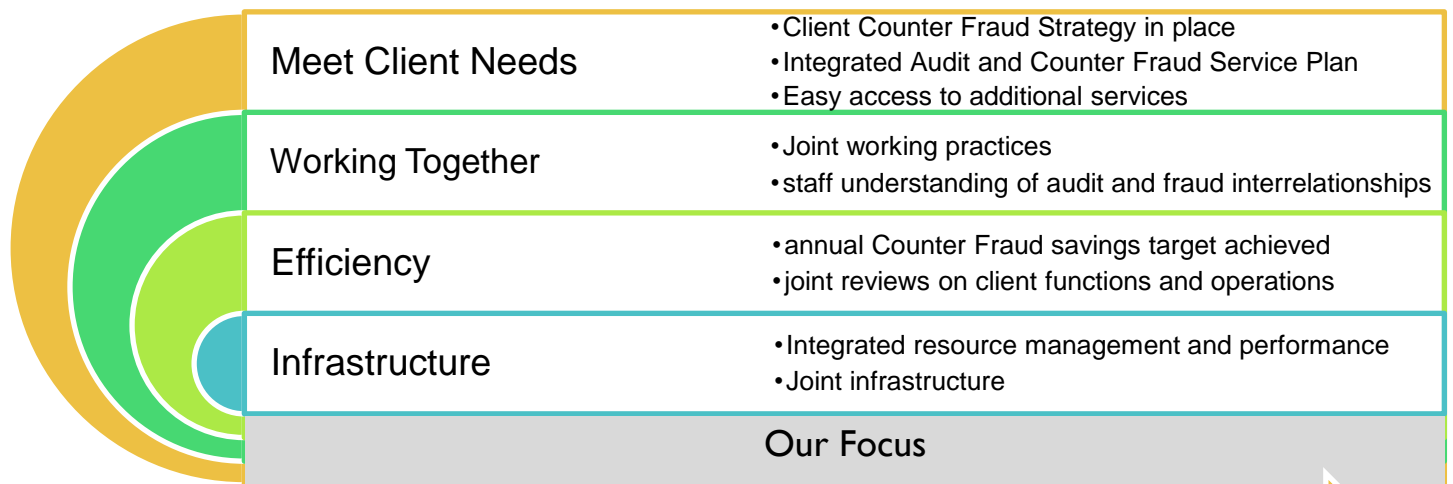 Meet Client Needs
•Client Counter Fraud Strategy in place
•Integrated Audit and Counter Fraud Service Plan
•Easy access to additional services
Working Together
•Joint working practices
•staff understanding of audit and fraud interrelationships
Efficiency
•annual Counter Fraud savings target achieved
•joint reviews on client functions and operations
Infrastructure
•Integrated resource management and performance
•Joint infrastructure
Our Focus